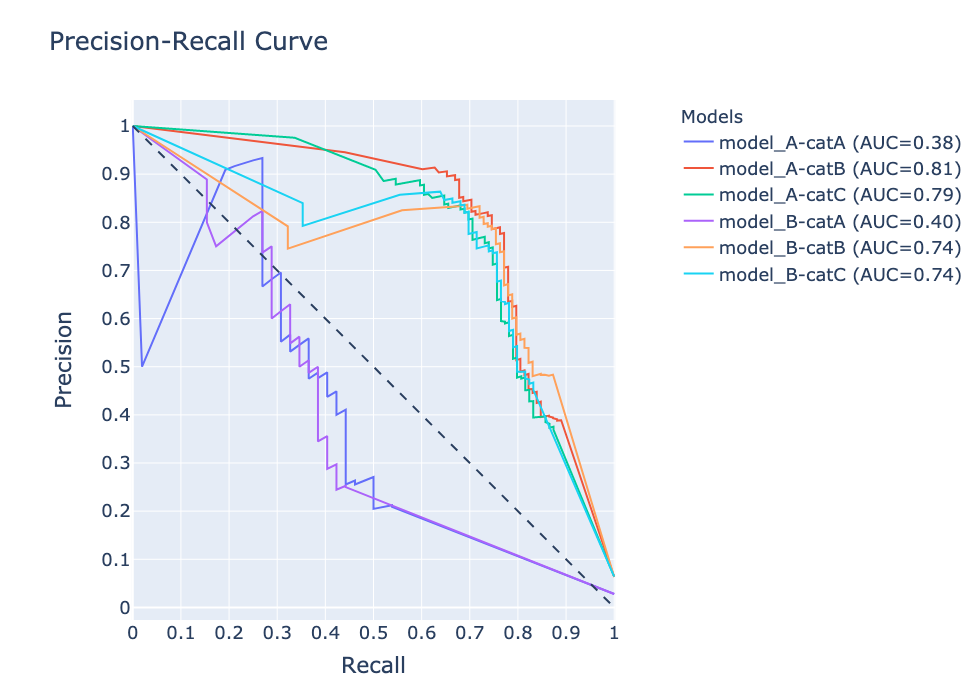 Precision-Recall Curve
Models
model_A-catA (AUC=0.38)
model_A-catB (AUC=0.81)
model_A-catC (AUC=0.79)
model_B-catA (AUC=0.40)
model_B-catB (AUC=0.74)
model_B-catC (AUC=0.74)
Precision
1
0.9
0.8
0.7
0.6
0.5
0.4
0.3
0.2
0.1
0
0 0.1 0.2 0.3 0.4 0.5 0.6 0.7 0.8 0.9 1
Recall